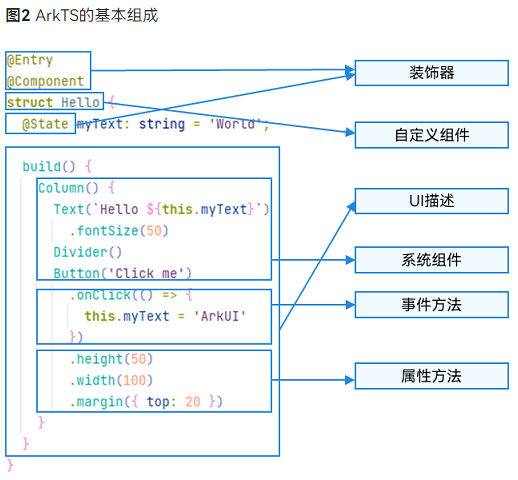 图2 ArkTS的基本组成
@Entry
@Component
struct Hello {
@State myText: string = 'World';
build() {
Column() {
Text(`Hello ${this.myText}`)
.fontSize(50)
Divider()
Button('Click me')
.onClick(() => {
this.myText = 'ArkUI'
})
.height(50)
.width(100)
.margin({ top: 20 })
}
}
}
装饰器
自定义组件
UI描述
系统组件
事件方法
属性方法